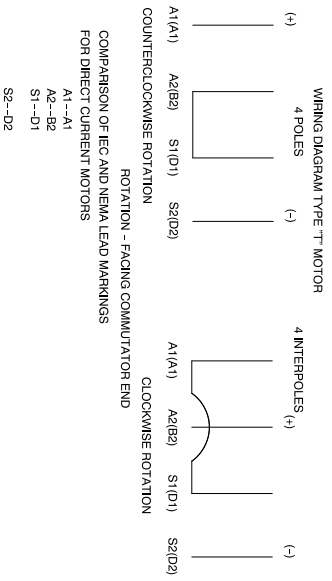 WIRING DIAGRAM TYPE "T" MOTOR
4 POLES
4 INTERPOLES
(+)
(-)
(+)
(-)
A1(A1)
A2(B2)
S1(D1)
S2(D2)
A1(A1)
A2(B2)
S1(D1)
S2(D2)
COUNTERCLOCKWISE ROTATION
CLOCKWISE ROTATION
ROTATION - FACING COMMUTATOR END
COMPARISON OF IEC AND NEMA LEAD MARKINGS
FOR DIRECT CURRENT MOTORS
A1--A1
A2--B2
S1--D1
S2--D2